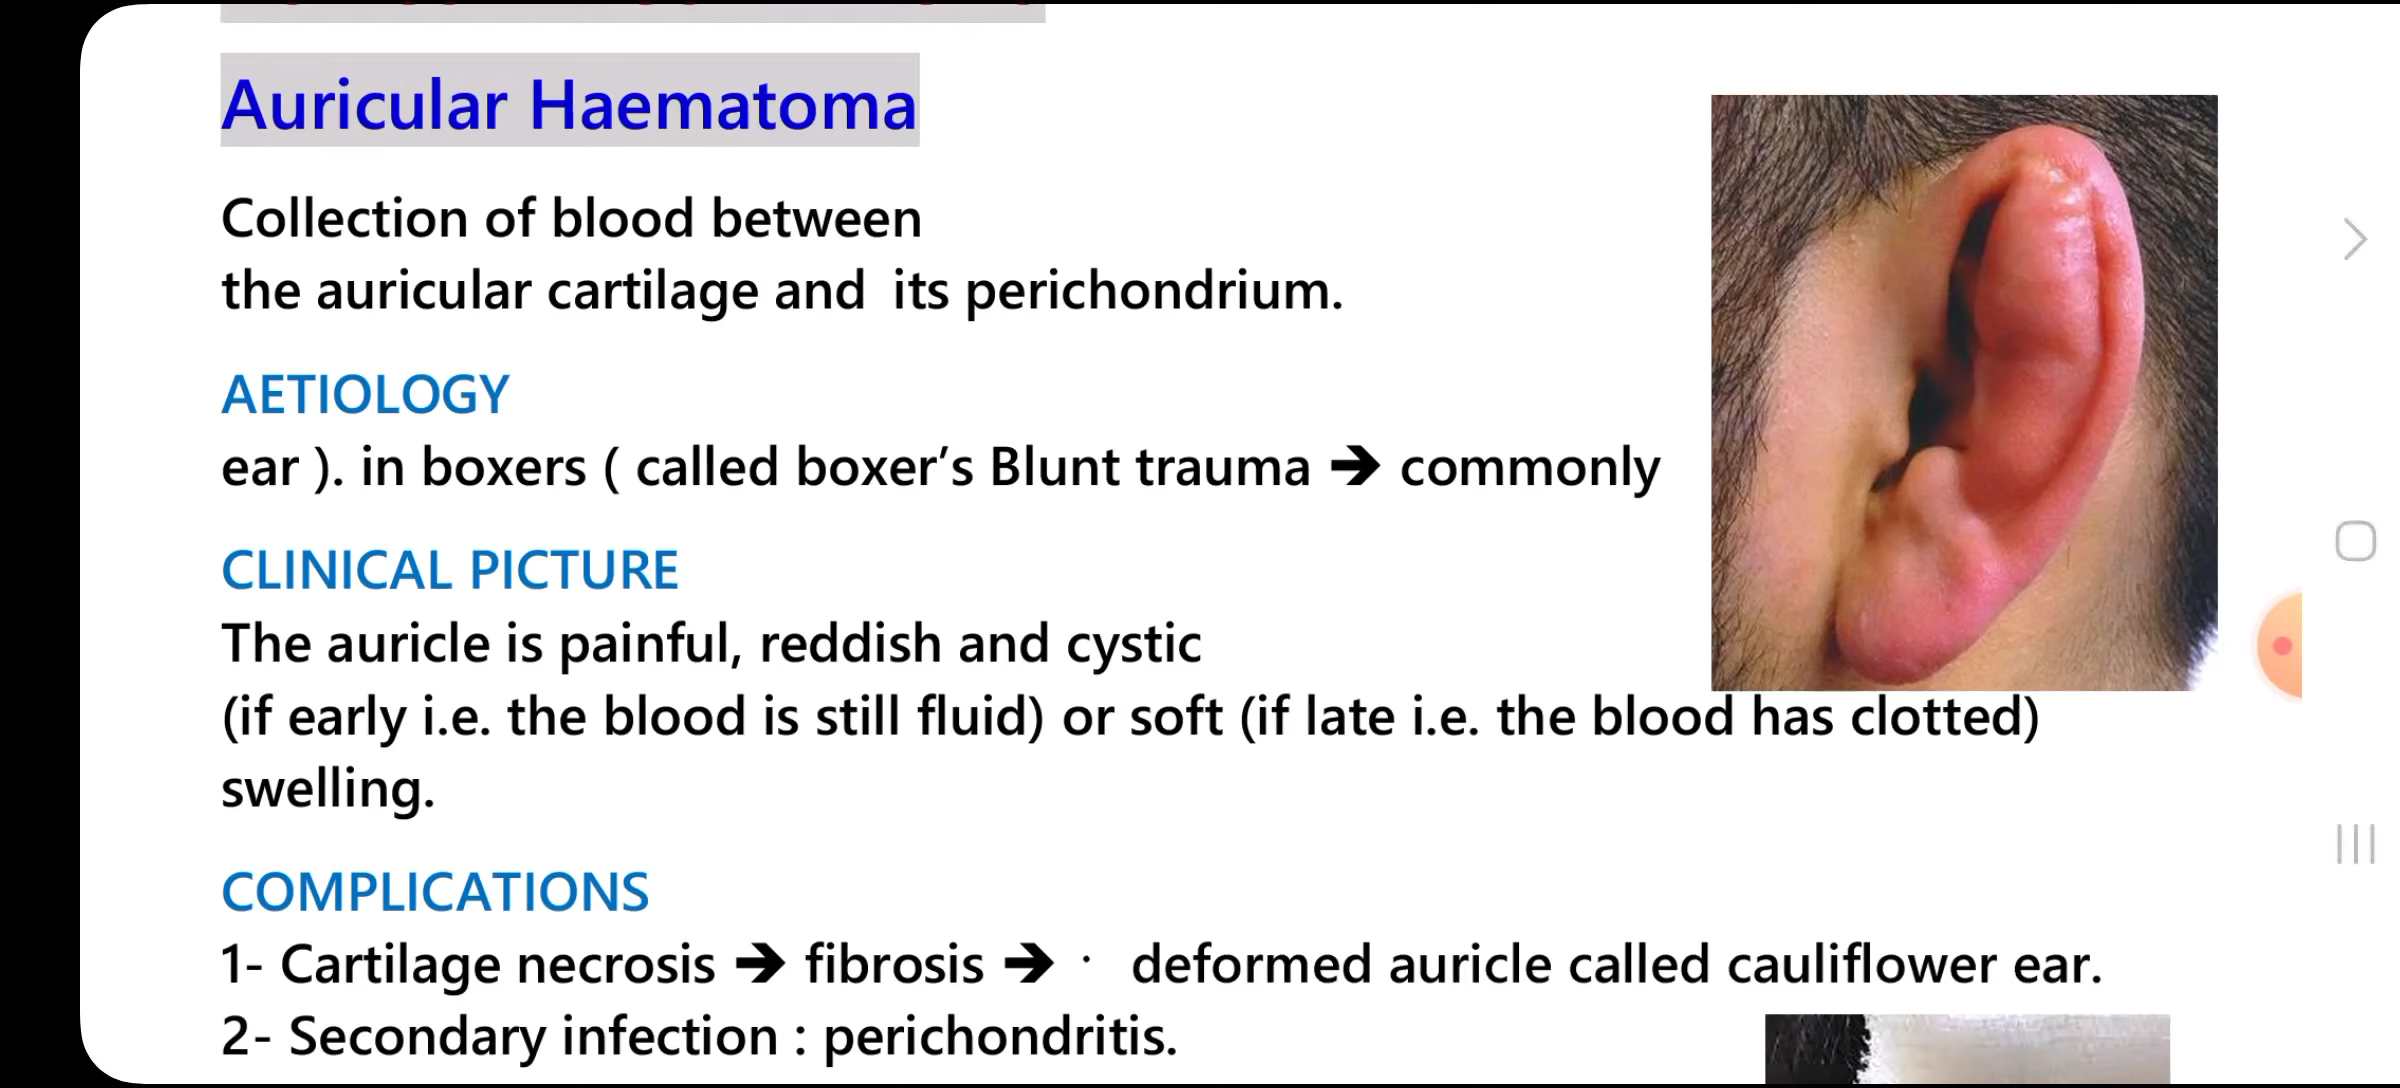 Auricular Haematoma
Collection of blood between
the auricular cartilage and its perichondrium.
AETIOLOGY
ear ). in boxers ( called boxer’s Blunt trauma ➔ commonly
CLINICAL PICTURE
The auricle is painful, reddish and cystic
(if early i.e. the blood is still fluid) or soft (if late i.e. the blood has clotted)
swelling.
COMPLICATIONS
1- Cartilage necrosis ➔ fibrosis ➔ · deformed auricle called cauliflower ear.
2- Secondary infection : perichondritis.